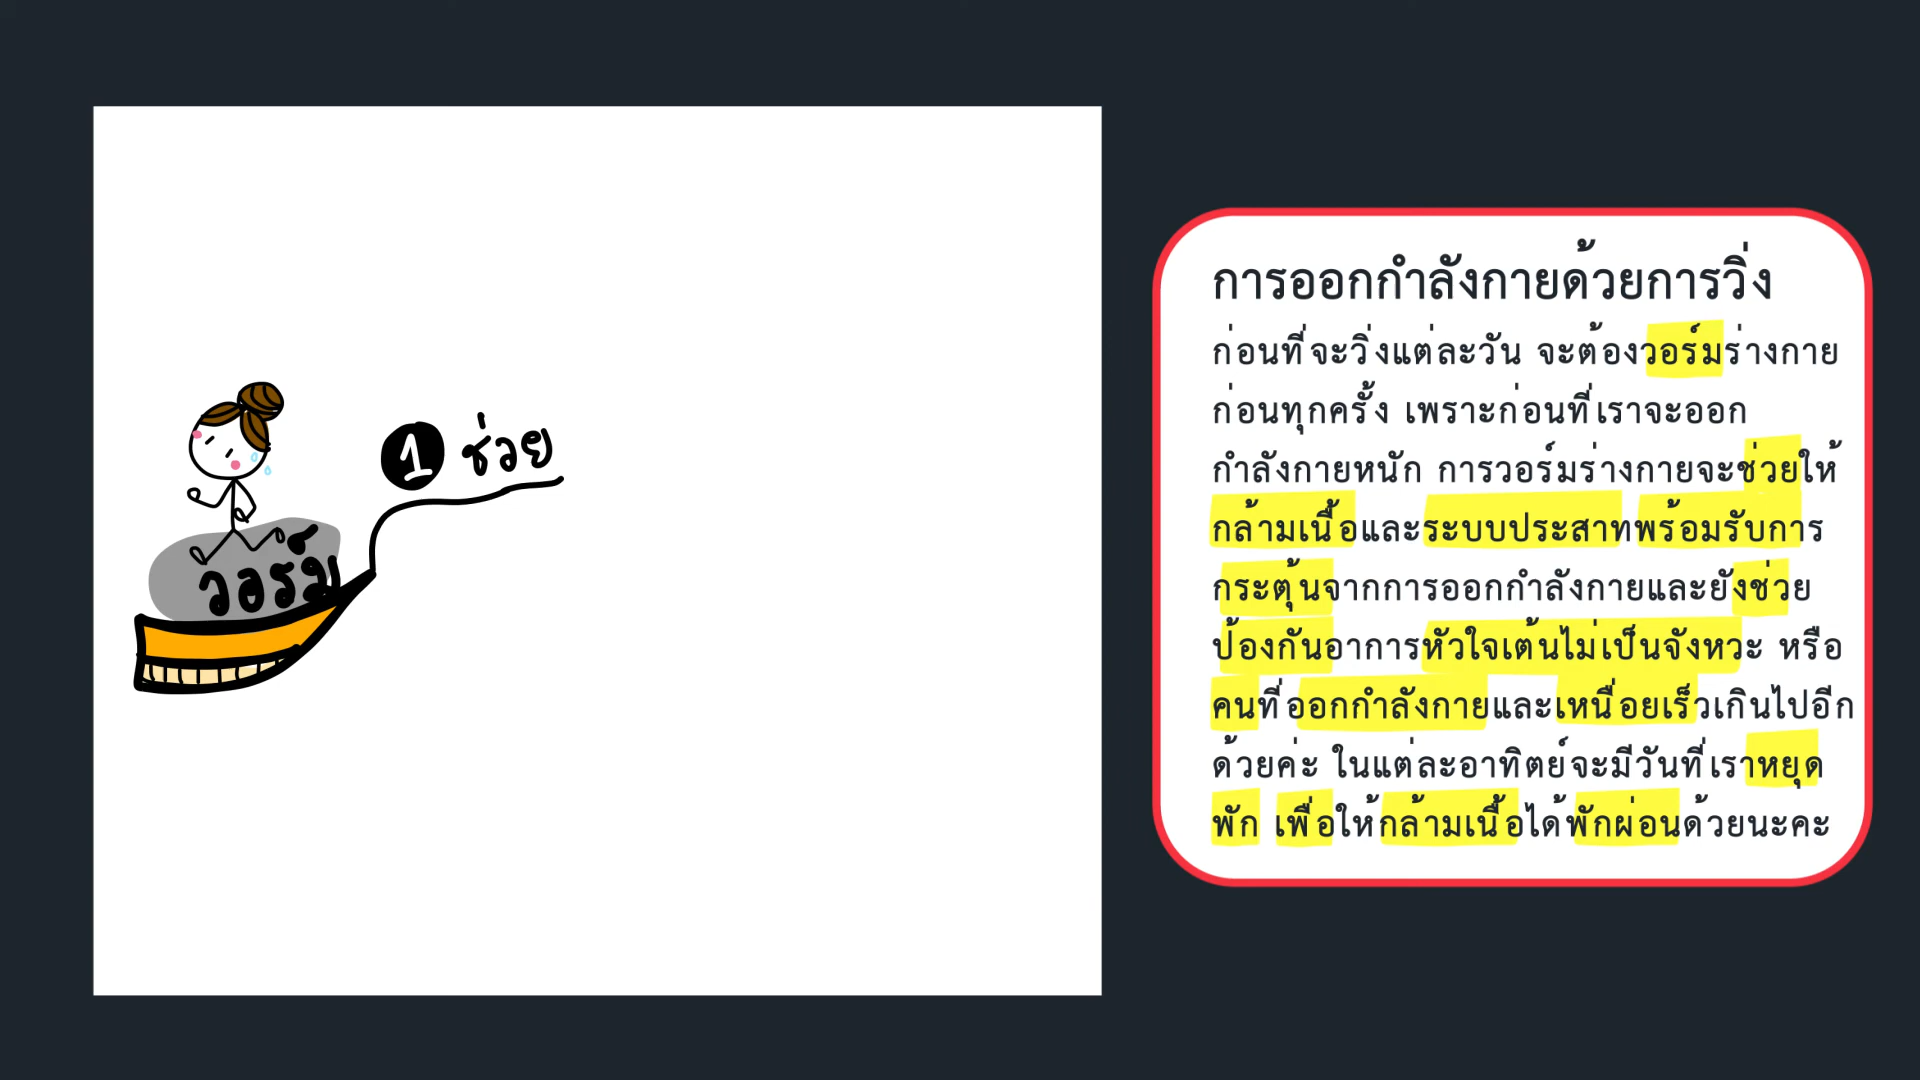 วอร์ม
1 ช่วย
การออกกำลังกายด้วยการวิ่ง
ก่อนที่จะวิ่งแต่ละวัน จะต้องวอร์มร่างกาย
ก่อนทุกครั้ง เพราะก่อนที่เราจะออก
กำลังกายหนัก การวอร์มร่างกายจะช่วยให้
กล้ามเนื้อและระบบประสาทพร้อมรับการ
กระตุ้นจากการออกกำลังกายและยังช่วย
ป้องกันอาการหัวใจเต้นไม่เป็นจังหวะ หรือ
คนที่ออกกำลังกายและเหนื่อยเร็วเกินไปอีก
ด้วยค่ะ ในแต่ละอาทิตย์จะมีวันที่เราหยุด
พัก เพื่อให้กล้ามเนื้อได้พักผ่อนด้วยนะคะ